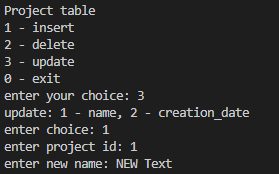 Project table
1 - insert
2 - delete
3 - update
0 - exit
enter your choice: 3
update: 1 - name, 2 - creation_date
enter choice: 1
enter project id: 1
enter new name: NEW Text